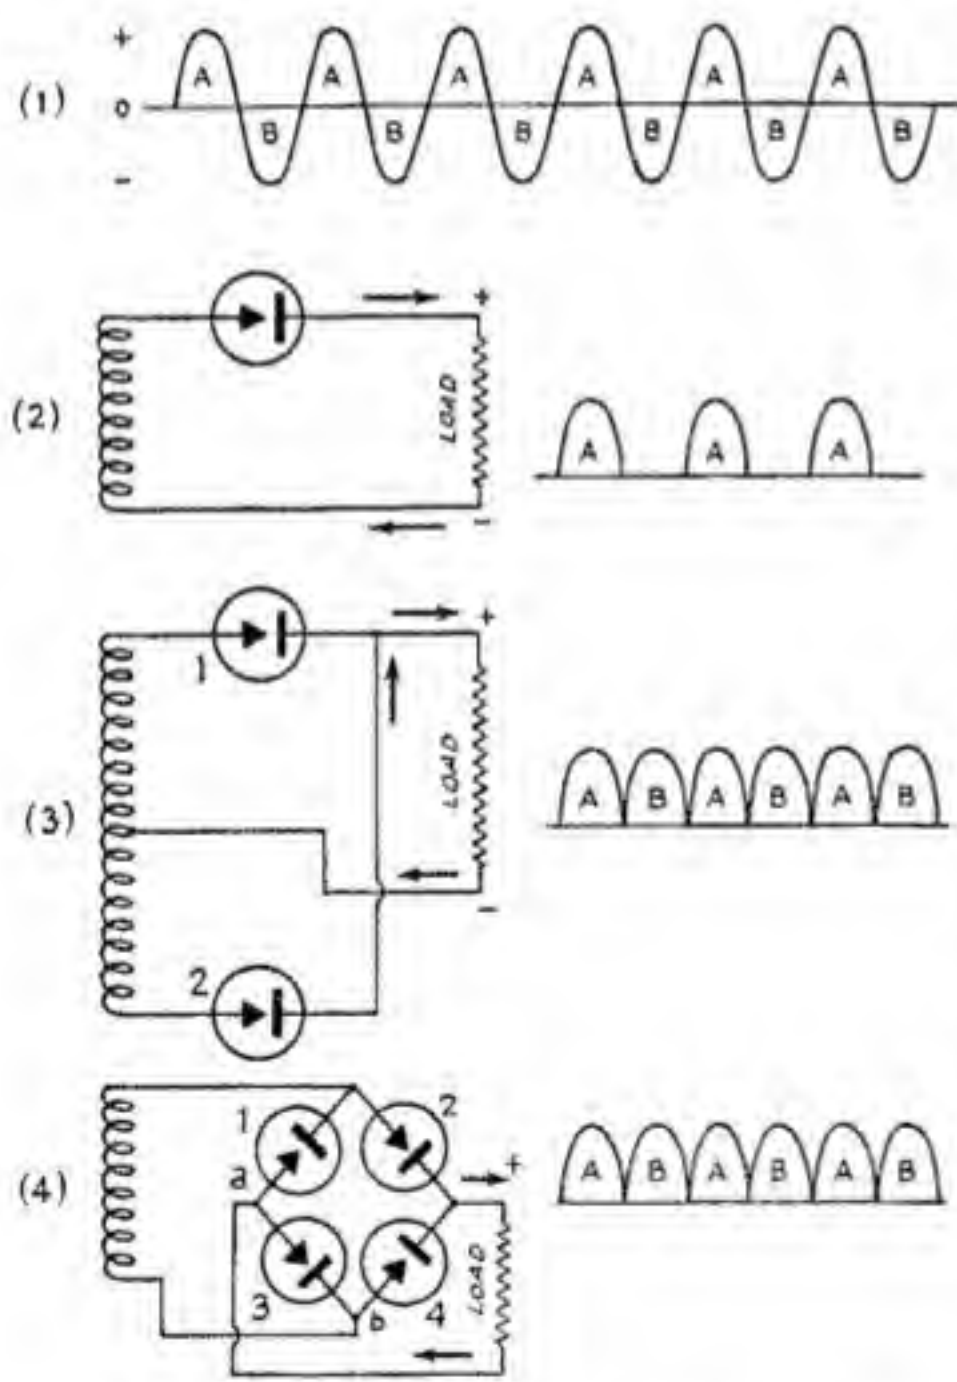 +
A A A A A A
(1) 0
B B B B B B
-
+
(2) LOAD
A A A
-
1 +
(3) LOAD
A B A B A B
-
2
1 2
+
(4) a
A B A B A B
LOAD
3 b 4